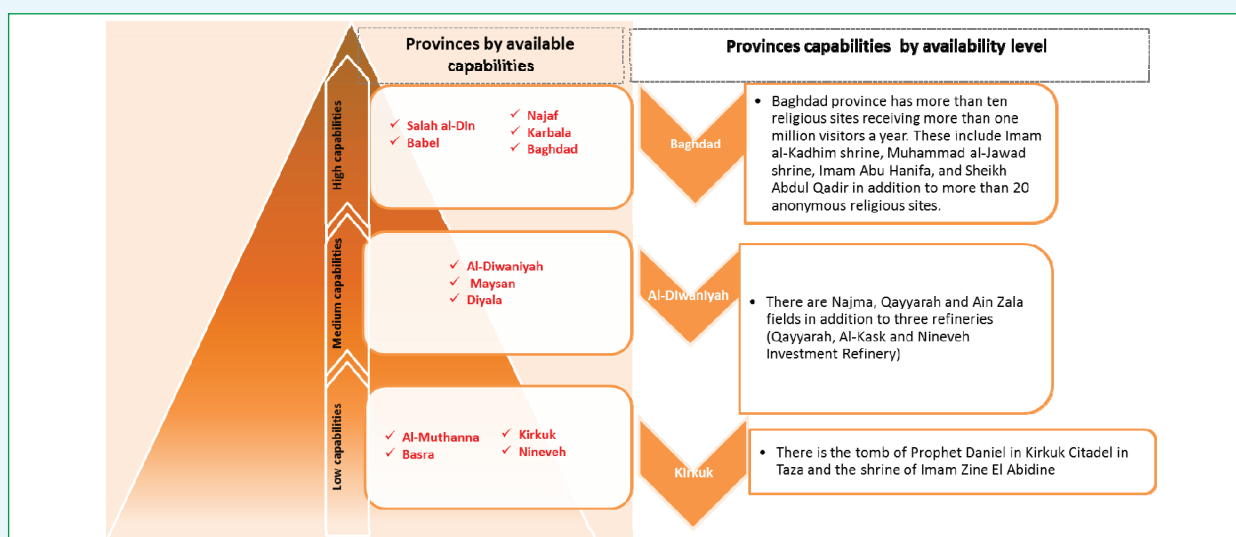 Provinces by available
capabilities
Provinces capabilities by availability level
High capabilities
✓ Salah al-Din
✓ Babel
✓ Najaf
✓ Karbala
✓ Baghdad
Baghdad
• Baghdad province has more than ten
religious sites receiving more than one
million visitors a year. These include Imam
al-Kadhim shrine, Muhammad al-Jawad
shrine, Imam Abu Hanifa, and Sheikh
Abdul Qadir in addition to more than 20
anonymous religious sites.
Medium capabilities
✓ Al-Diwaniyah
✓ Maysan
✓ Diyala
Al-Diwaniyah
• There are Najma, Qayyarah and Ain Zala
fields in addition to three refineries
(Qayyarah, Al-Kask and Nineveh
Investment Refinery)
Low capabilities
✓ Al-Muthanna
✓ Basra
✓ Kirkuk
✓ Nineveh
Kirkuk
• There is the tomb of Prophet Daniel in Kirkuk Citadel in
Taza and the shrine of Imam Zine El Abidine